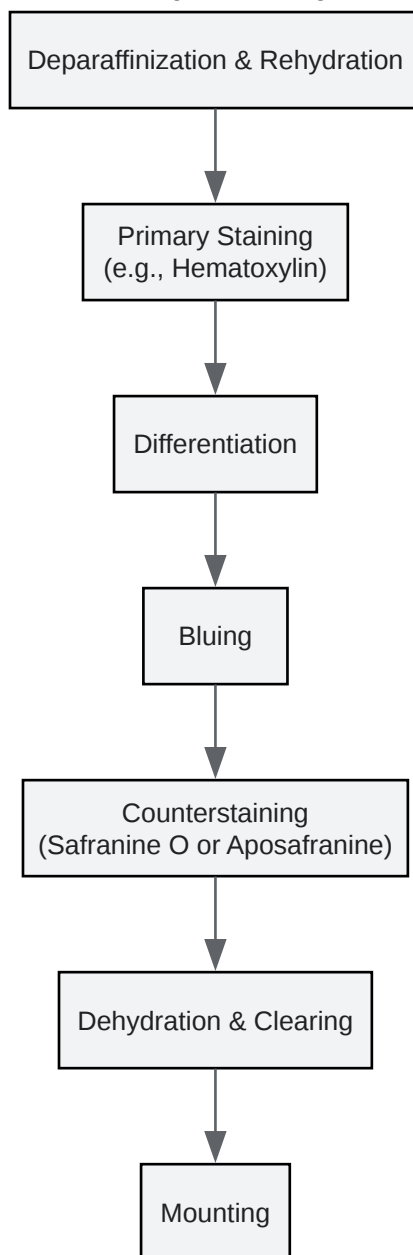 Deparaffinization & Rehydration
Primary Staining
(e.g., Hematoxylin)
Differentiation
Bluing
Counterstaining
(Safranine O or Aposafranine)
Dehydration & Clearing
Mounting